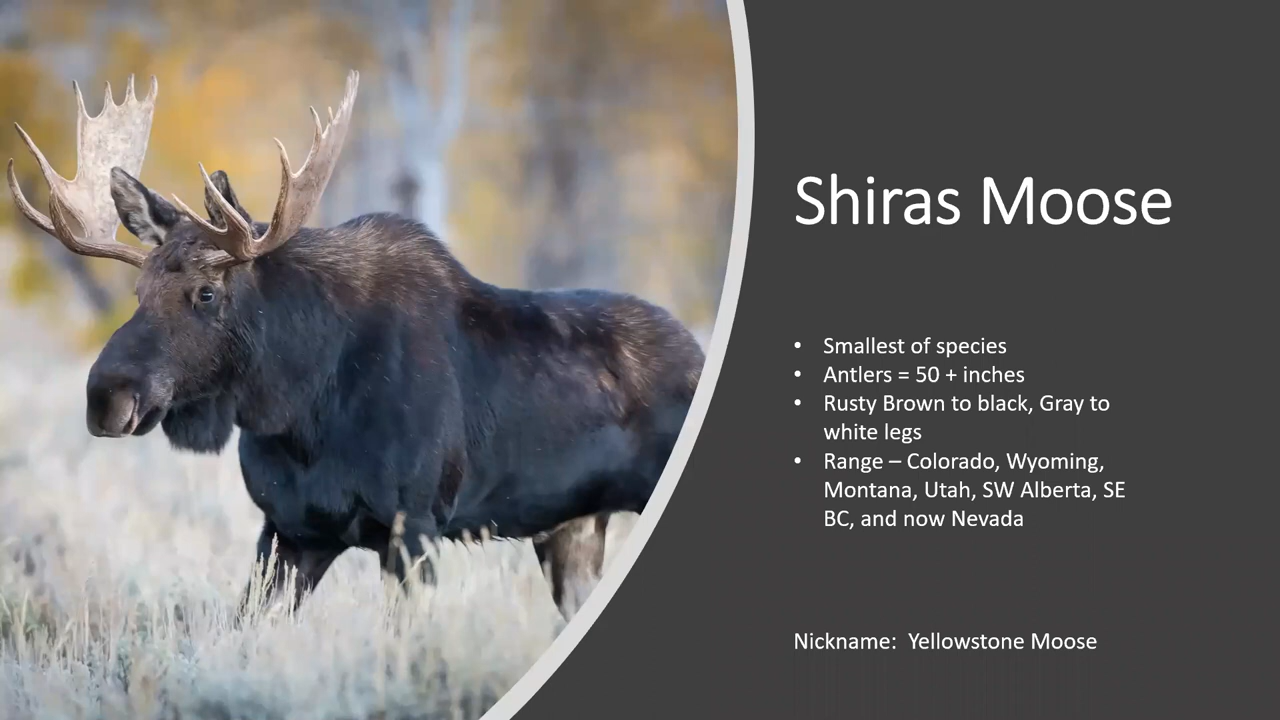 Shiras Moose
• Smallest of species
• Antlers = 50 + inches
• Rusty Brown to black, Gray to
white legs
• Range – Colorado, Wyoming,
Montana, Utah, SW Alberta, SE
BC, and now Nevada
Nickname:  Yellowstone Moose